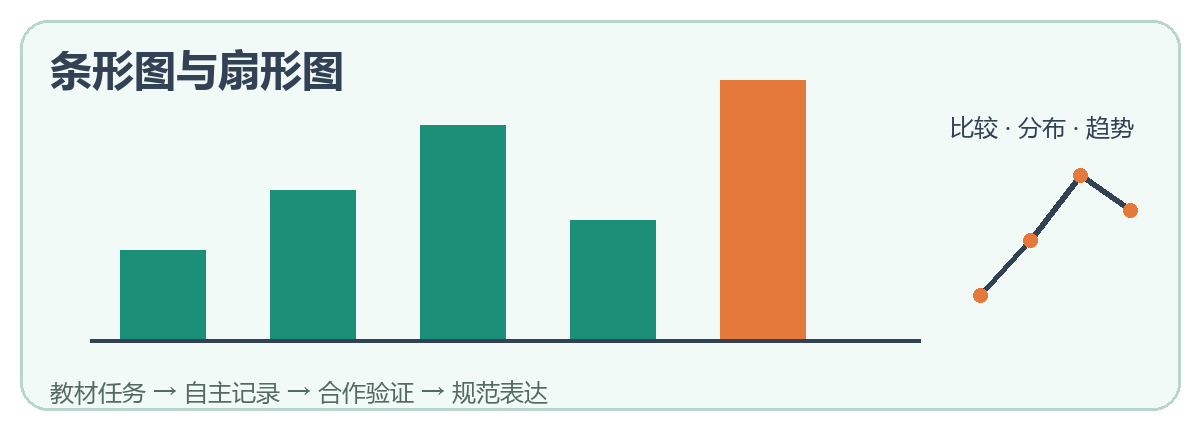 条形图与扇形图
比较 · 分布 · 趋势
教材任务 → 自主记录 → 合作验证 → 规范表达